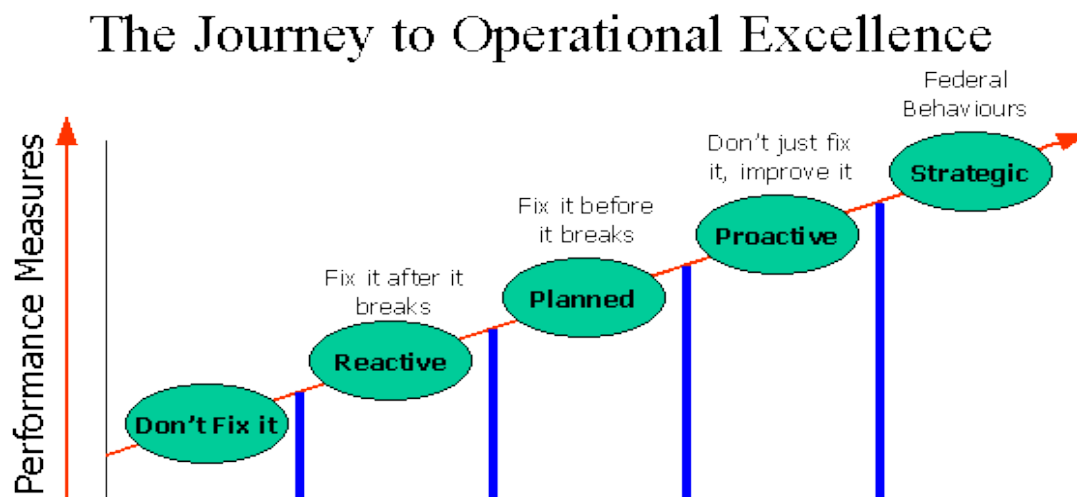 The Journey to Operational Excellence
Performance Measures
Federal
Behaviours
Strategic
Don't just fix
it, improve it
Proactive
Fix it before
it breaks
Planned
Fix it after it
breaks
Reactive
Don't Fix it